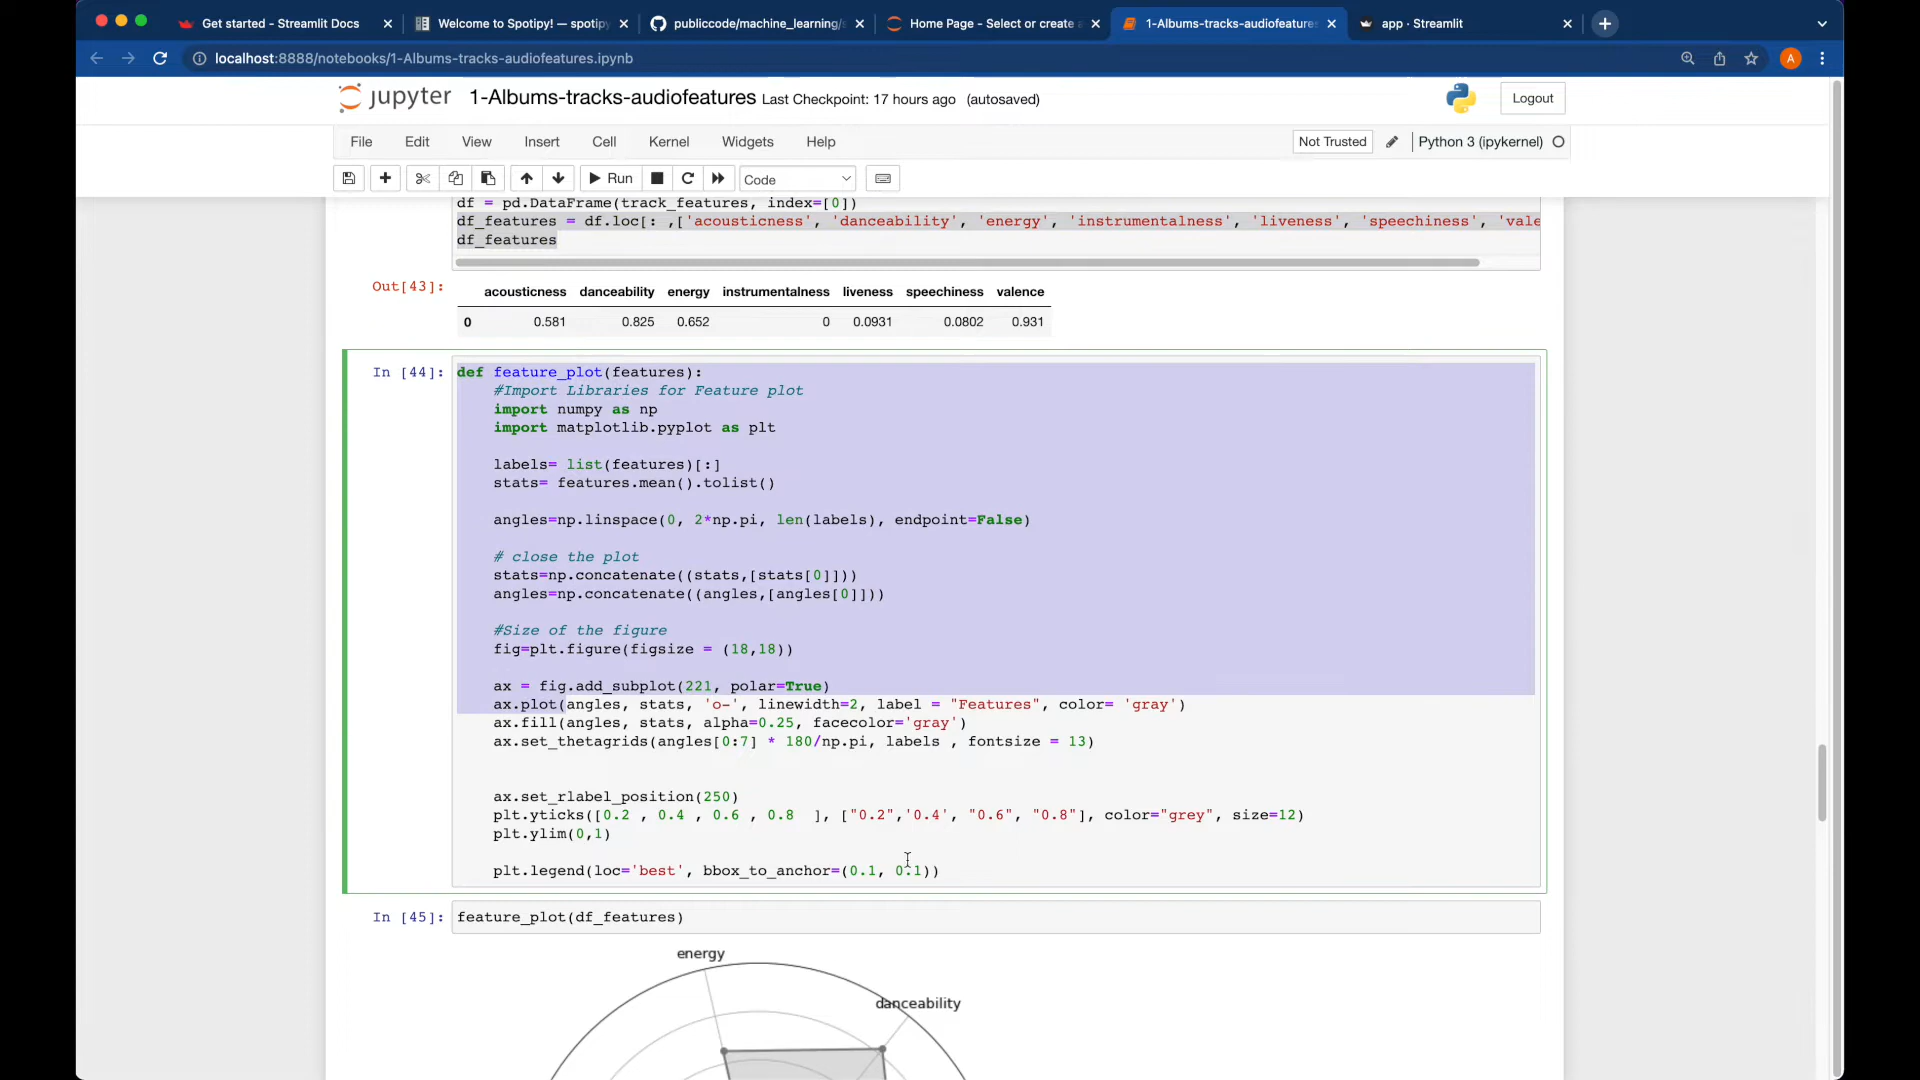 Get started - Streamlit Docs
Welcome to Spotipy! — spotipy
publiccode/machine_learning/s
Home Page - Select or create a
1-Albums-tracks-audiofeatures
app · Streamlit
localhost:8888/notebooks/1-Albums-tracks-audiofeatures.ipynb
A
jupyter 1-Albums-tracks-audiofeatures Last Checkpoint: 17 hours ago (autosaved)
Logout
File Edit View Insert Cell Kernel Widgets Help
Not Trusted
Python 3 (ipykernel)
Run
Code
df = pd.DataFrame(track_features, index=[0])
df_features = df.loc[: ,['acousticness', 'danceability', 'energy', 'instrumentalness', 'liveness', 'speechiness', 'vale
df_features
Out[43]:
acousticness danceability energy instrumentalness liveness speechiness valence
0 0.581 0.825 0.652 0 0.0931 0.0802 0.931
In [44]:
def feature_plot(features):
#Import Libraries for Feature plot
import numpy as np
import matplotlib.pyplot as plt
labels= list(features)[:]
stats= features.mean().tolist()
angles=np.linspace(0, 2*np.pi, len(labels), endpoint=False)
# close the plot
stats=np.concatenate((stats,[stats[0]]))
angles=np.concatenate((angles,[angles[0]]))
#Size of the figure
fig=plt.figure(figsize = (18,18))
ax = fig.add_subplot(221, polar=True)
ax.plot(angles, stats, 'o-', linewidth=2, label = "Features", color= 'gray')
ax.fill(angles, stats, alpha=0.25, facecolor='gray')
ax.set_thetagrids(angles[0:7] * 180/np.pi, labels , fontsize = 13)
ax.set_rlabel_position(250)
plt.yticks([0.2 , 0.4 , 0.6 , 0.8  ], ["0.2",'0.4', "0.6", "0.8"], color="grey", size=12)
plt.ylim(0,1)
plt.legend(loc='best', bbox_to_anchor=(0.1, 0.1))
In [45]:
feature_plot(df_features)
energy
danceability